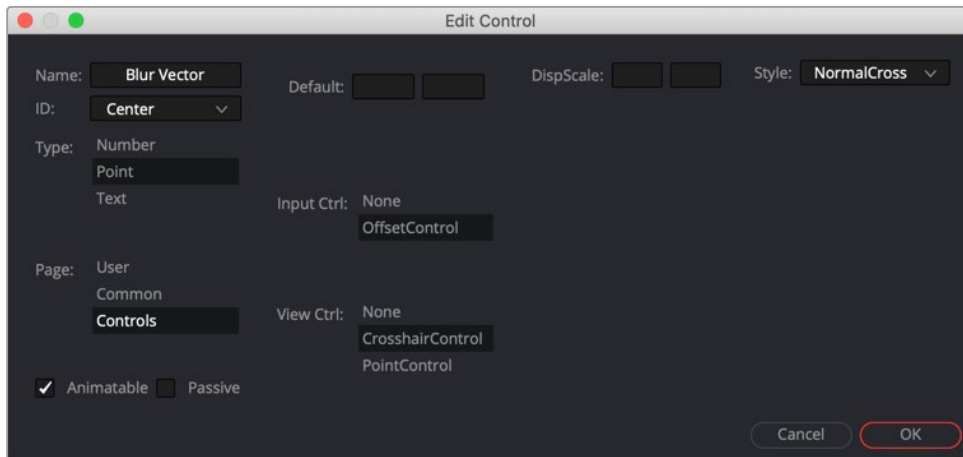 Edit Control
Name: Blur Vector Default: DispScale: Style: NormalCross
ID: Center
Type: Number
Point
Text
Input Ctrl: None
OffsetControl
Page: User
Common
Controls
View Ctrl: None
CrosshairControl
PointControl
Animatable Passive
Cancel OK